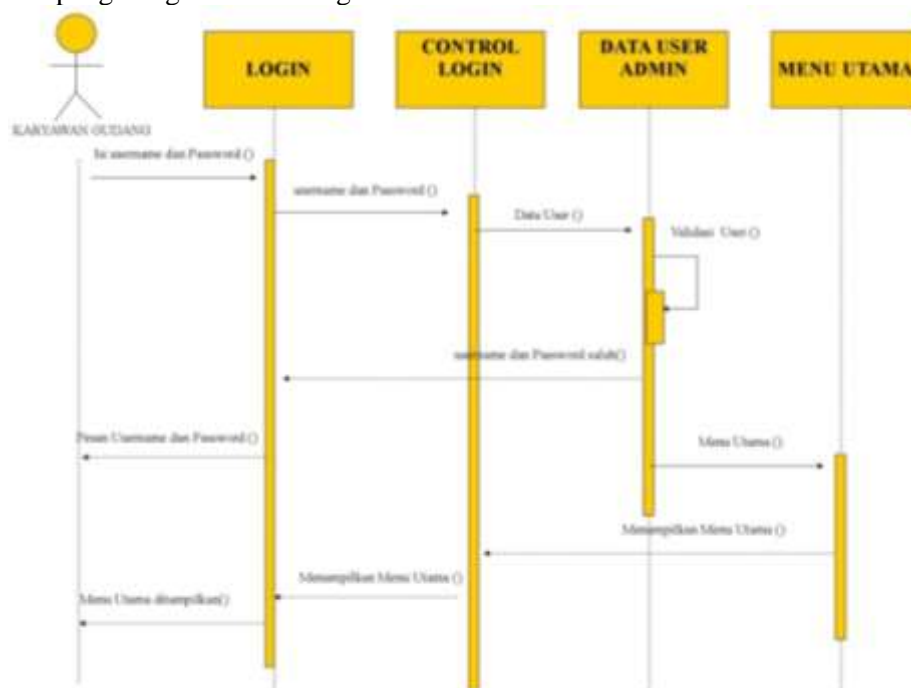 LOGIN
CONTROL
LOGIN
DATA USER
ADMIN
MENU UTAMA
KARYAWAN GUDANG
Isi username dan Password ()
username dan Password ()
Data User ()
Validasi User ()
username dan Password salah()
Pesan Username dan Password ()
Menu Utama ()
Menampilkan Menu Utama ()
Menampilkan Menu Utama ()
Menu Utama ditampilkan()